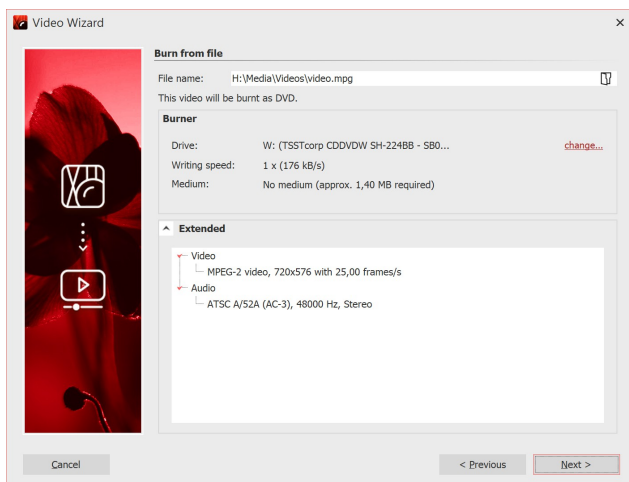 Video Wizard
Burn from file
File name: H:\Media\Videos\video.mpg
This video will be burnt as DVD.
Burner
Drive: W: (TSSTcorp CDDVDW SH-224BB - SB0... change...
Writing speed: 1 x (176 kB/s)
Medium: No medium (approx. 1,40 MB required)
Extended
Video
MPEG-2 video, 720x576 with 25,00 frames/s
Audio
ATSC A/52A (AC-3), 48000 Hz, Stereo
Cancel < Previous Next >